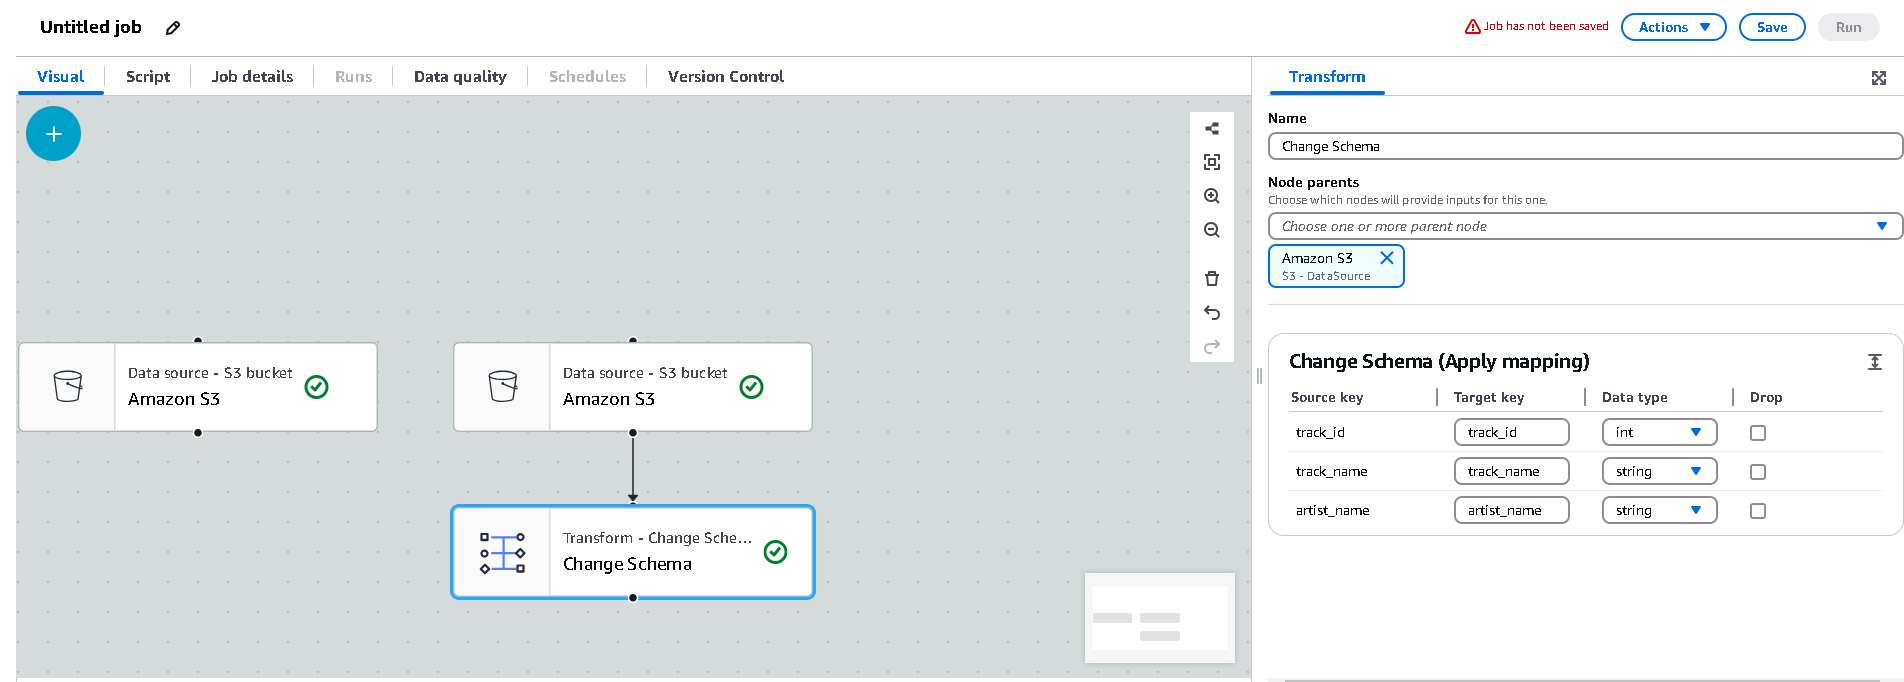 Untitled job
Job has not been saved
Actions
Save
Run
Visual
Script
Job details
Runs
Data quality
Schedules
Version Control
Data source - S3 bucket
Amazon S3
Data source - S3 bucket
Amazon S3
Transform - Change Sche...
Change Schema
Transform
Name
Change Schema
Node parents
Choose which nodes will provide inputs for this one.
Choose one or more parent node
Amazon S3
S3 - DataSource
Change Schema (Apply mapping)
Source key Target key Data type Drop
track_id track_id int
track_name track_name string
artist_name artist_name string